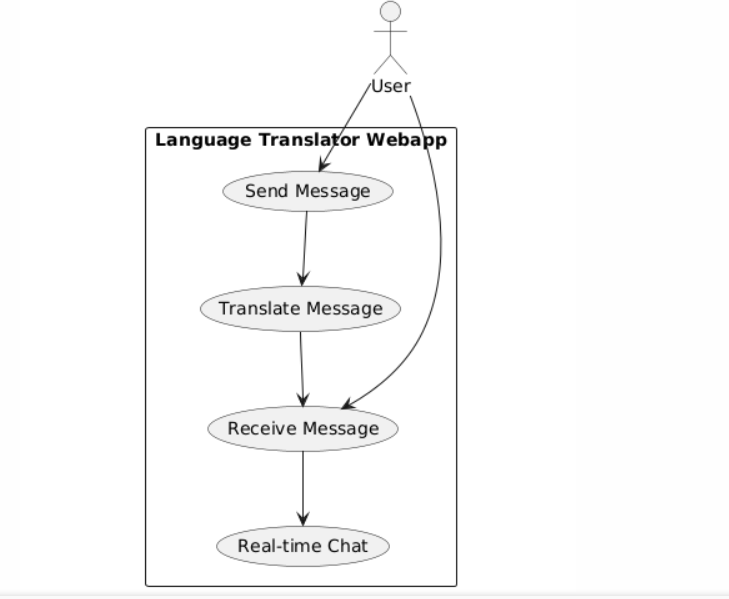 User
Language Translator Webapp
Send Message
Translate Message
Receive Message
Real-time Chat